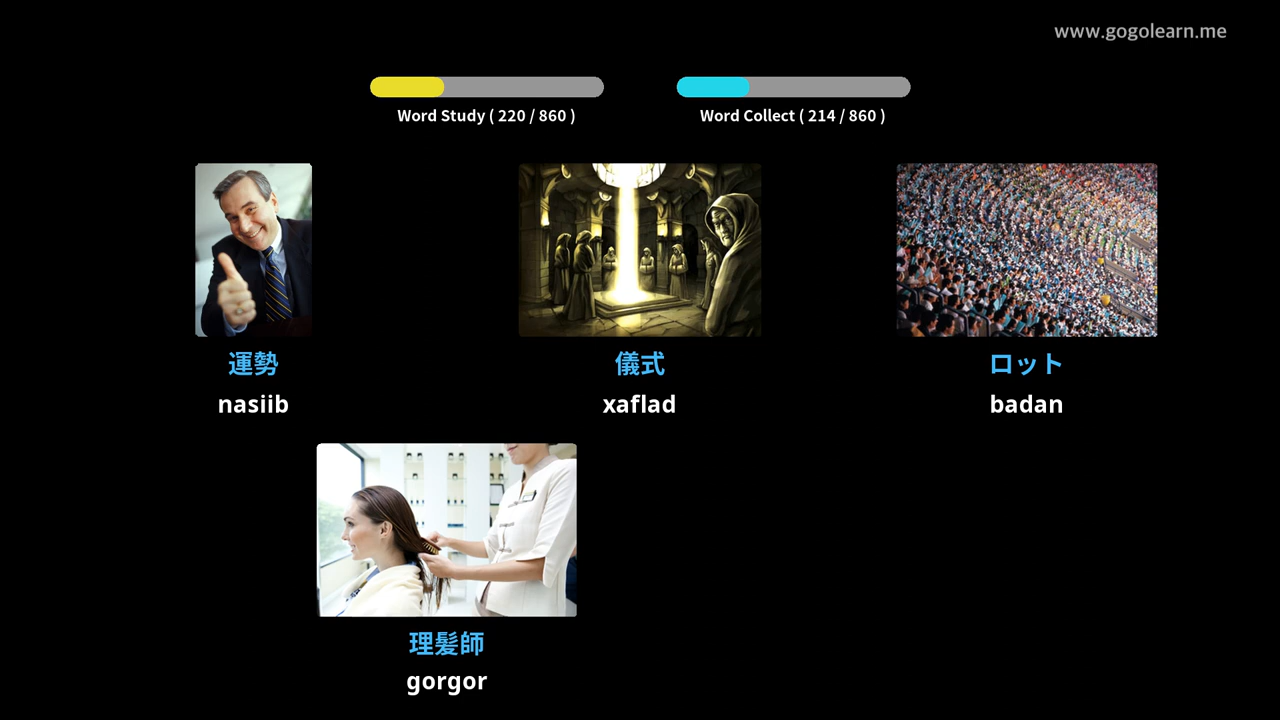 www.gogolearn.me
Word Study ( 220 / 860 )
Word Collect ( 214 / 860 )
運勢
儀式
ロット
nasiib
xaflad
badan
理髪師
gorgor